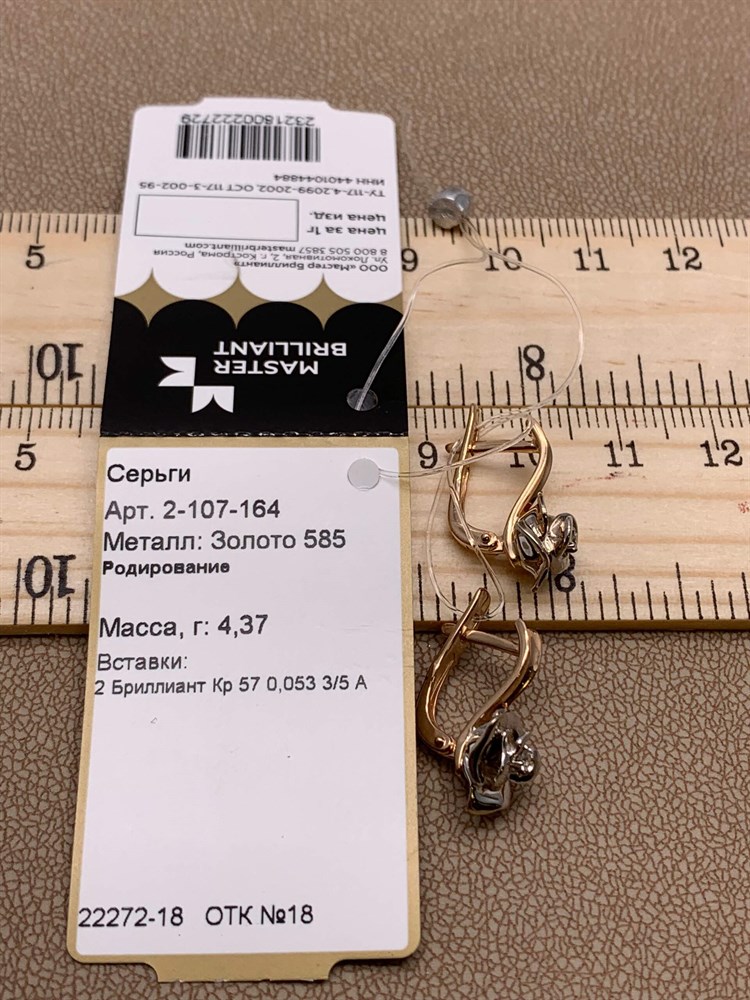 2321800222729
ТУ-117-4.2099-2002, ОСТ 117-3-002-95
ИНН 4401044884
цена за 1г
цена изд.
ООО «Мастер Бриллиант»
Ул. Локомотивная, 2, г. Кострома, Россия
8 800 505 3857 masterbrilliant.com
MASTER
BRILLIANT
Серьги
Арт. 2-107-164
Металл: Золото 585
Родирование
Масса, г: 4,37
Вставки:
2 Бриллиант Кр 57 0,053 3/5 А
22272-18 ОТК №18
5 9 10 11 12
10 8
5 9 10 11 12
10 8